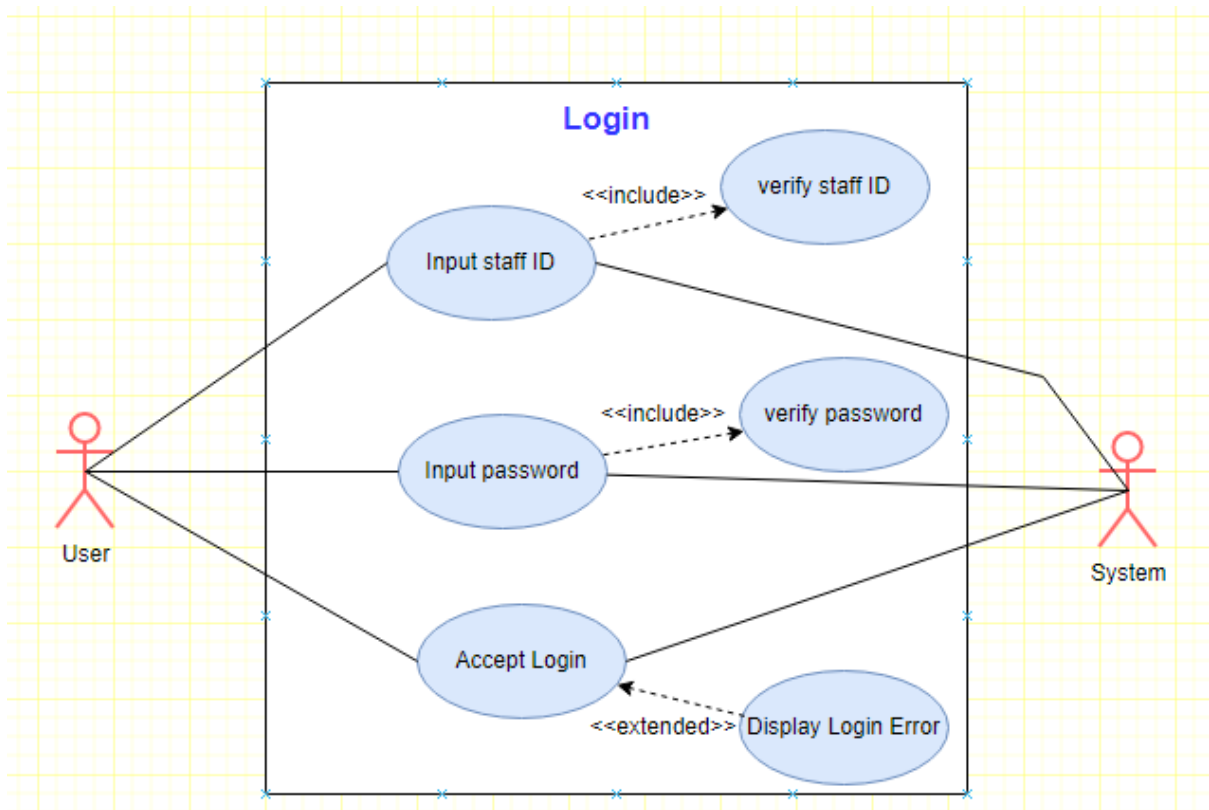 Login
verify staff ID
<<include>>
Input staff ID
<<include>>
verify password
Input password
User
System
Accept Login
<<extended>>
Display Login Error